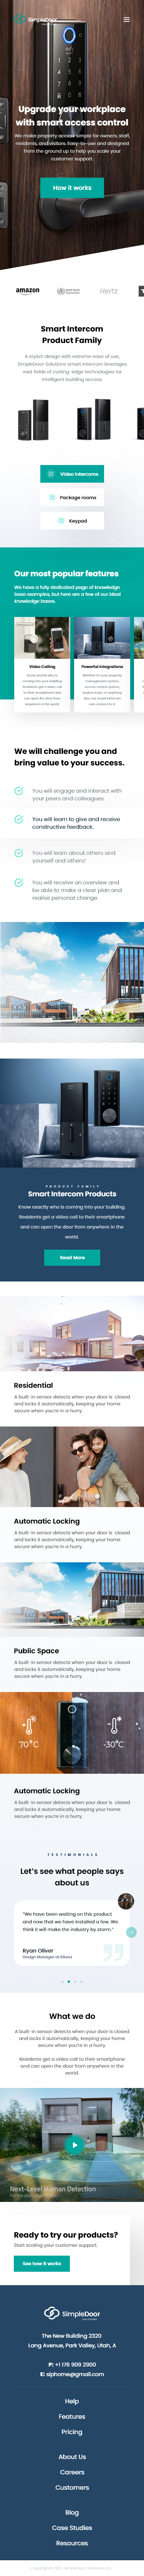 SimpleDoor
Upgrade your workplace
with smart access control
We make property access simple for owners, staff,
residents, and visitors. Easy-to-use and designed
from the ground up to help you scale your
customer support.
How it works
amazon
World Health
Organization
Hertz
Smart Intercom
Product Family
A stylish design with extreme ease of use,
SimpleDoor Solutions smart intercom leverages
vast fields of cutting-edge technologies for
intelligent building access.
Video Intercoms
Package rooms
Keypad
Our most popular features
We have a fully dedicated page of knowledge
base examples, but here are a few of our ideal
knowledge bases.
Video Calling
Powerful Integrations
We will challenge you and
bring value to your success.
You will engage and interact with
your peers and colleagues.
You will learn to give and receive
constructive feedback.
You will learn about others and
yourself and others!
You will receive an overview and
be able to make a clear plan and
realise personal change.
PRODUCT FAMILY
Smart Intercom Products
Know exactly who is coming into your building.
Residents get a video call to their smartphone
and can open the door from anywhere in the
world.
Read More
Residential
A built-in sensor detects when your door is closed
and locks it automatically, keeping your home
secure when you're in a hurry.
Automatic Locking
A built-in sensor detects when your door is closed
and locks it automatically, keeping your home
secure when you're in a hurry.
Public Space
A built-in sensor detects when your door is closed
and locks it automatically, keeping your home
secure when you're in a hurry.
70°C
-30°C
Automatic Locking
A built-in sensor detects when your door is closed
and locks it automatically, keeping your home
secure when you're in a hurry.
TESTIMONIALS
Let's see what people says
about us
"We have been waiting on this product
and now that we have installed a few. We
think it will make the industry by storm."
Ryan Oliver
Design Manager at Kiluna
What we do
A built-in sensor detects when your door is closed
and locks it automatically, keeping your home
secure when you're in a hurry.
Residents get a video call to their smartphone
and can open the door from anywhere in the
world.
Next-Level Human Detection
Ready to try our products?
Start scaling your customer support.
See how it works
SimpleDoor
SOLUTIONS
The New Building 2320
Lang Avenue, Park Valley, Utah, A
P: +1 176 909 2900
E: siphome@gmail.com
Help
Features
Pricing
About Us
Careers
Customers
Blog
Case Studies
Resources